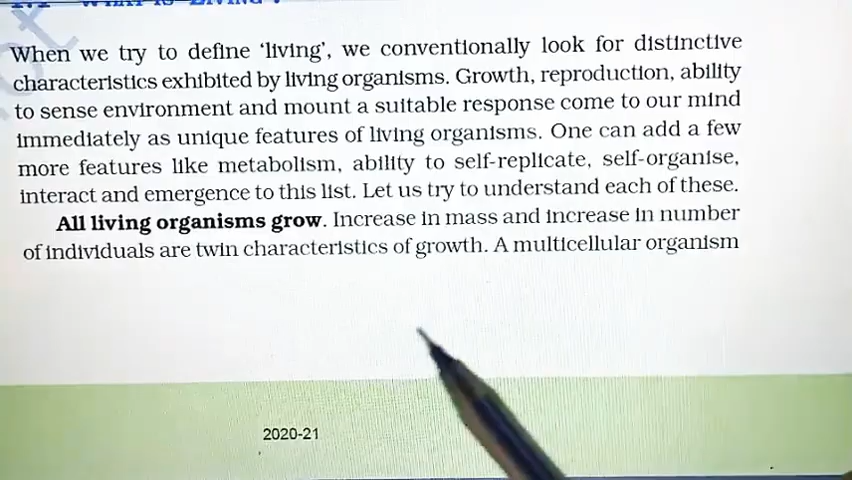 When we try to define ‘living’, we conventionally look for distinctive
characteristics exhibited by living organisms. Growth, reproduction, ability
to sense environment and mount a suitable response come to our mind
immediately as unique features of living organisms. One can add a few
more features like metabolism, ability to self-replicate, self-organise,
interact and emergence to this list. Let us try to understand each of these.
All living organisms grow. Increase in mass and increase in number
of individuals are twin characteristics of growth. A multicellular organism
2020-21